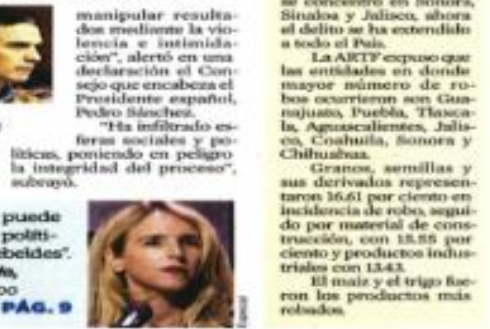 manipular resulta-
dos mediante la vio-
lencia e intimida-
ción", alertó en una
declaración el Con-
sejo que encabeza el
Presidente español,
Pedro Sánchez.
"Ha infiltrado es-
feras sociales y po-
líticas, poniendo en peligro
la integridad del proceso",
subrayó.
puede
políti-
ebeldes".
PÁG. 9
Especial
se concentró en Sonora,
Sinaloa y Jalisco, ahora
el delito se ha extendido
a todo el País.
La ARTF expuso que
las entidades en donde
mayor número de ro-
bos ocurrieron son Gua-
najuato, Puebla, Tlaxca-
la, Aguascalientes, Jalis-
co, Coahuila, Sonora y
Chihuahua.
Granos, semillas y
sus derivados represen-
taron 16.61 por ciento en
incidencia de robo, segui-
do por material de cons-
trucción, con 15.55 por
ciento y productos indus-
triales con 13.43.
El maíz y el trigo fue-
ron los productos más
robados.